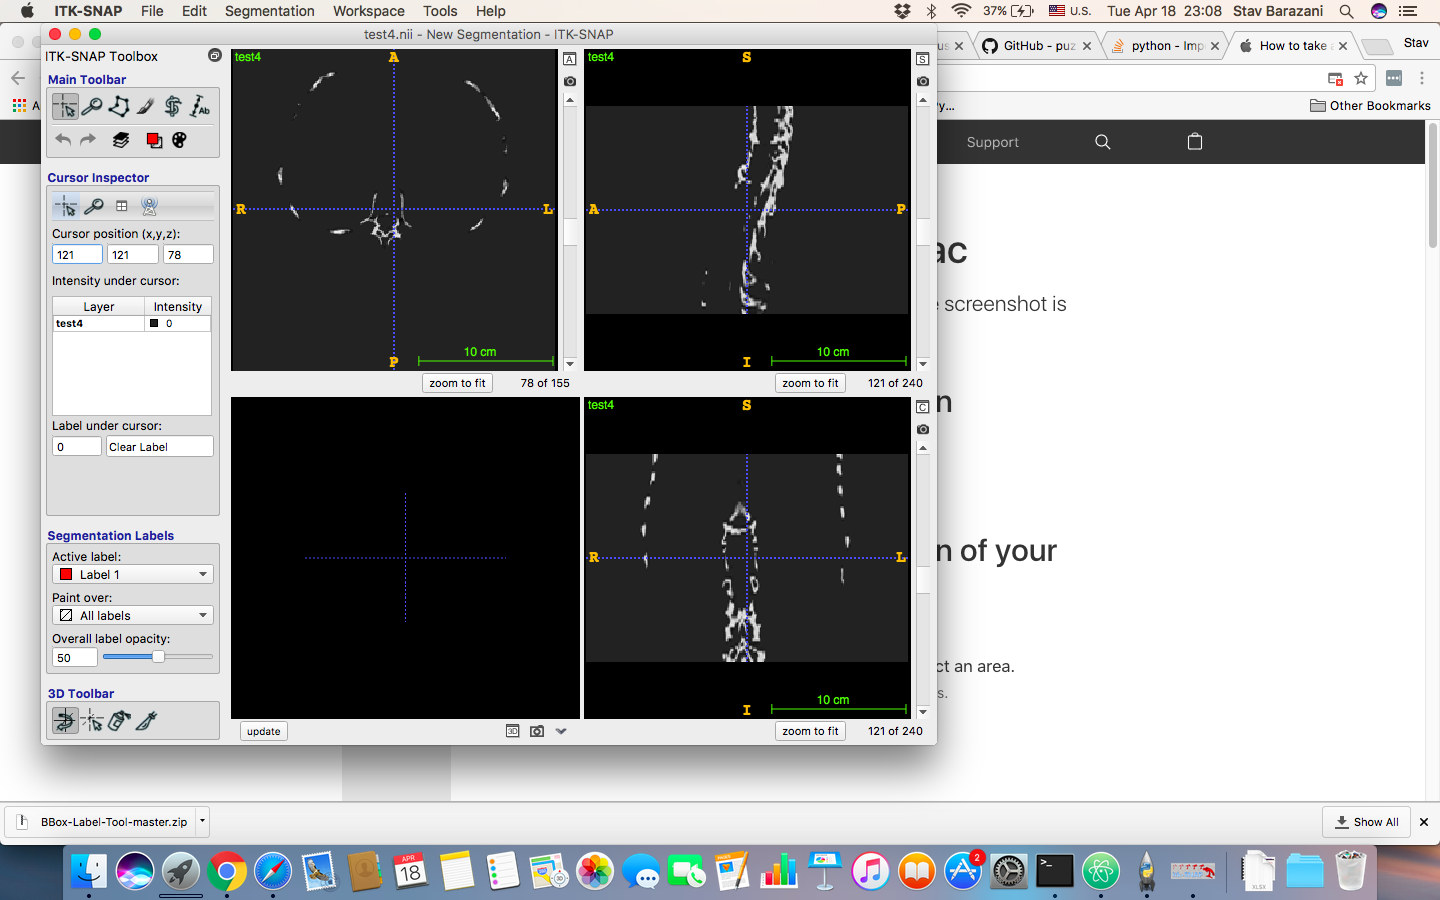 ITK-SNAP File Edit Segmentation Workspace Tools Help
37% U.S. Tue Apr 18 23:08 Stav Barazani
test4.nii - New Segmentation - ITK-SNAP
GitHub - puz
python - Imp
How to take
Stav
Other Bookmarks
Support
ac
screenshot is
n
n of your
ct an area.
s.
ITK-SNAP Toolbox
Main Toolbar
Ab
Cursor Inspector
Cursor position (x,y,z):
121 121 78
Intensity under cursor:
Layer Intensity
test4 0
Label under cursor:
0 Clear Label
Segmentation Labels
Active label:
Label 1
Paint over:
All labels
Overall label opacity:
50
3D Toolbar
test4 A
R L
P
10 cm
A
zoom to fit 78 of 155
test4 S
A P
I
10 cm
S
zoom to fit 121 of 240
update
3D
test4 S
R L
I
10 cm
C
zoom to fit 121 of 240
BBox-Label-Tool-master.zip
Show All
APR
18
2
XLSX